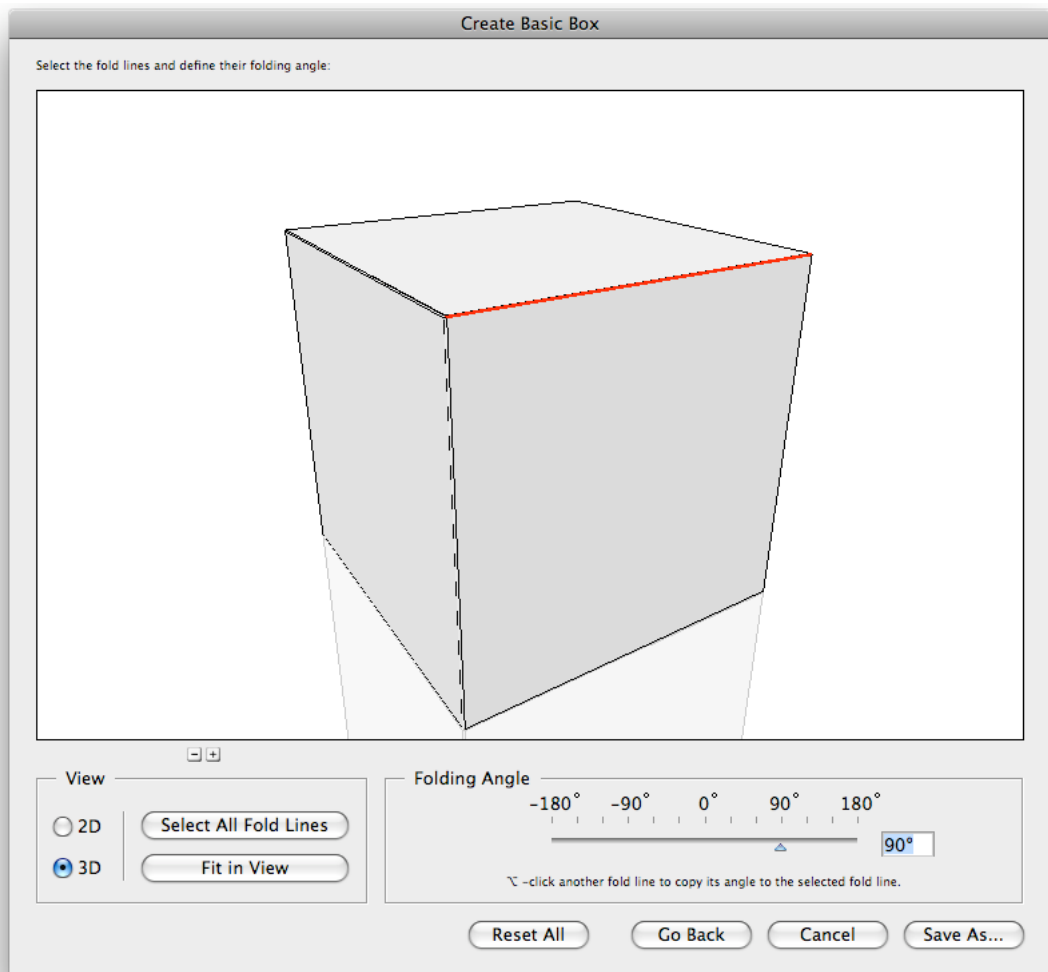 Create Basic Box
Select the fold lines and define their folding angle:
View
2D
Select All Fold Lines
3D
Fit in View
Folding Angle
-180° -90° 0° 90° 180°
90°
⌥ -click another fold line to copy its angle to the selected fold line.
Reset All Go Back Cancel Save As...